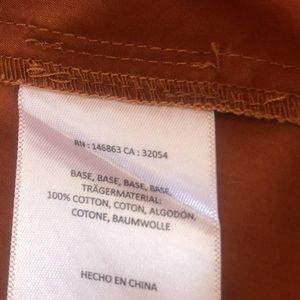 RN : 146863 CA : 32054
BASE, BASE, BASE, BASE,
TRÄGERMATERIAL:
100% COTTON, COTON, ALGODÓN,
COTONE, BAUMWOLLE
HECHO EN CHINA